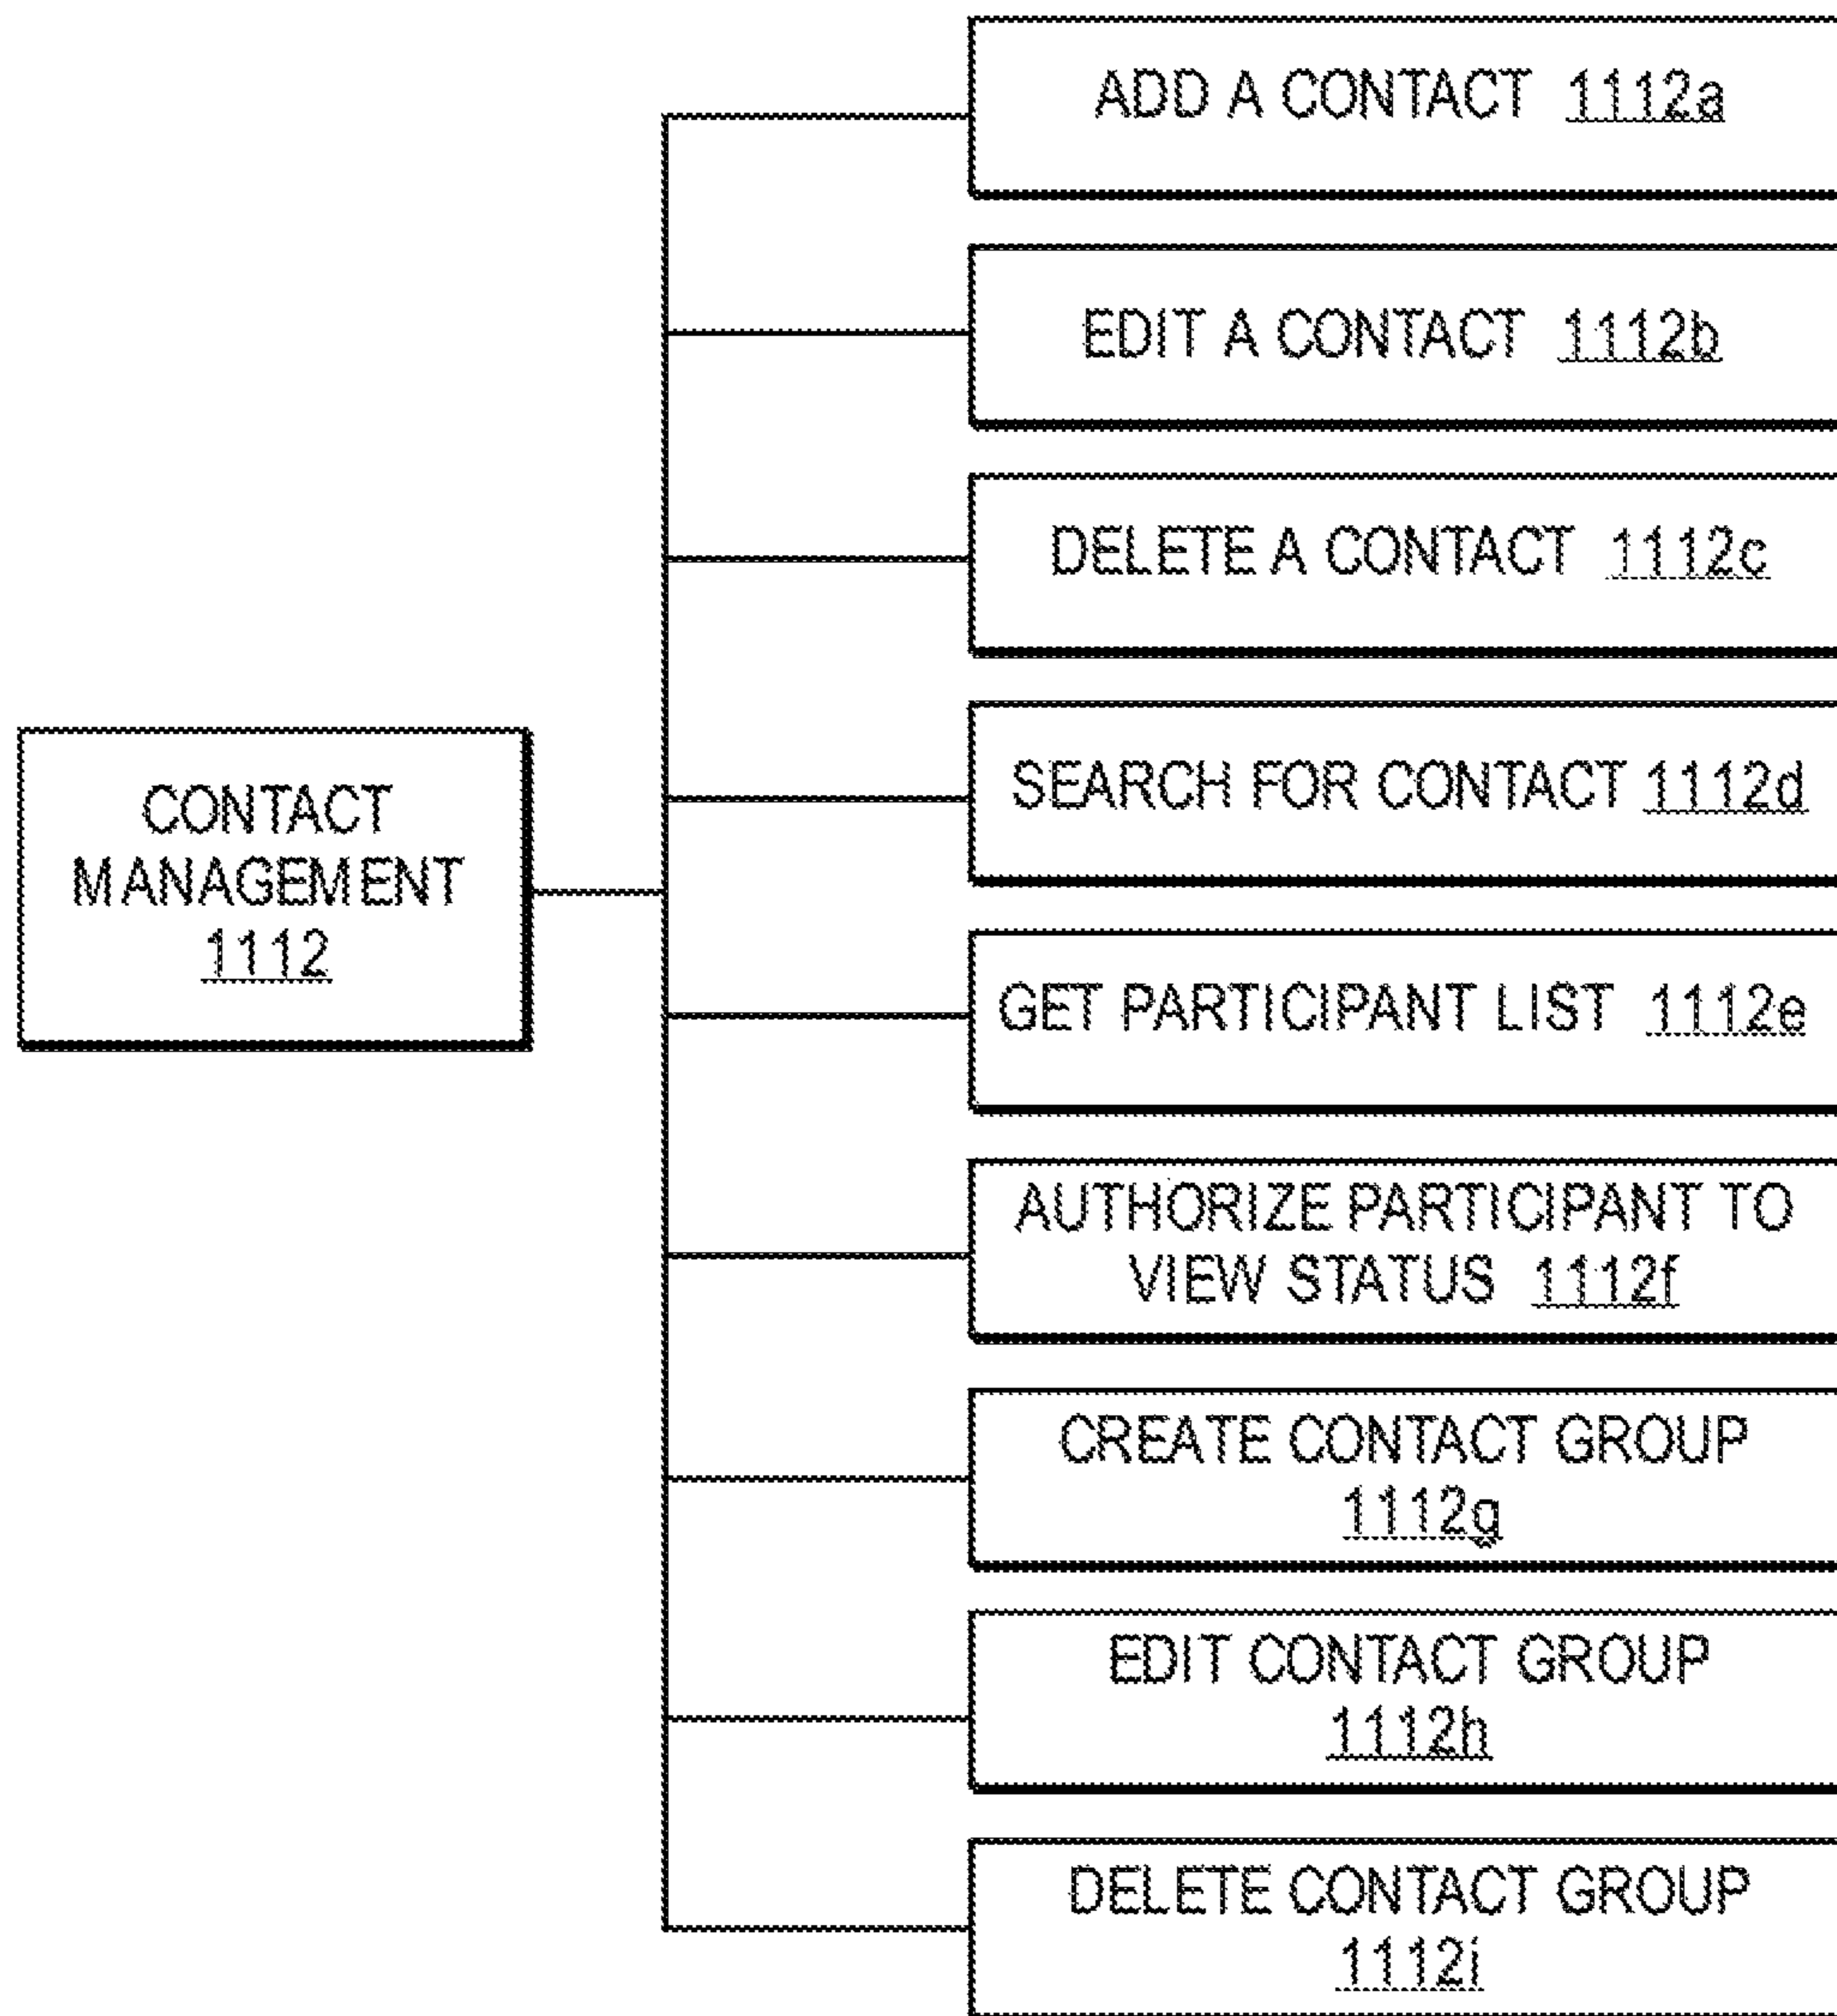 ADD A CONTACT 1112a
EDIT A CONTACT 1112b
DELETE A CONTACT 1112c
SEARCH FOR CONTACT 1112d
CONTACT
MANAGEMENT
1112
GET PARTICIPANT LIST 1112e
AUTHORIZE PARTICIPANT TO
VIEW STATUS 1112f
CREATE CONTACT GROUP
1112g
EDIT CONTACT GROUP
1112h
DELETE CONTACT GROUP
1112i